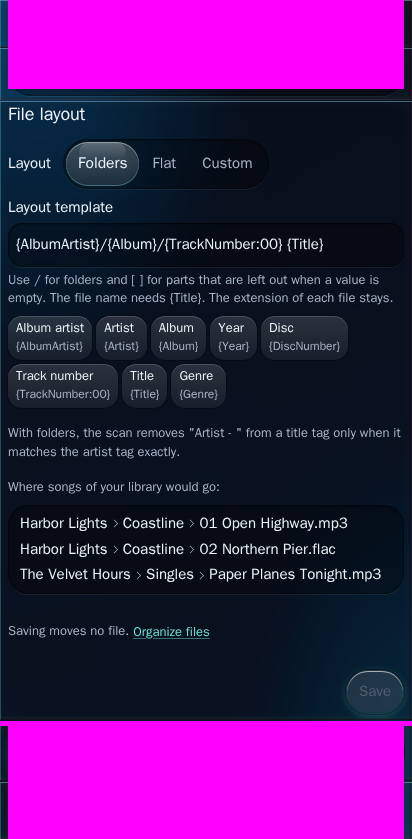 File layout
Layout Folders Flat Custom
Layout template
{AlbumArtist}/{Album}/{TrackNumber:00} {Title}
Use / for folders and [ ] for parts that are left out when a value is
empty. The file name needs {Title}. The extension of each file stays.
Album artist Artist Album Year Disc
{AlbumArtist} {Artist} {Album} {Year} {DiscNumber}
Track number Title Genre
{TrackNumber:00} {Title} {Genre}
With folders, the scan removes "Artist - " from a title tag only when it
matches the artist tag exactly.
Where songs of your library would go:
Harbor Lights › Coastline › 01 Open Highway.mp3
Harbor Lights › Coastline › 02 Northern Pier.flac
The Velvet Hours › Singles › Paper Planes Tonight.mp3
Saving moves no file. Organize files
Save